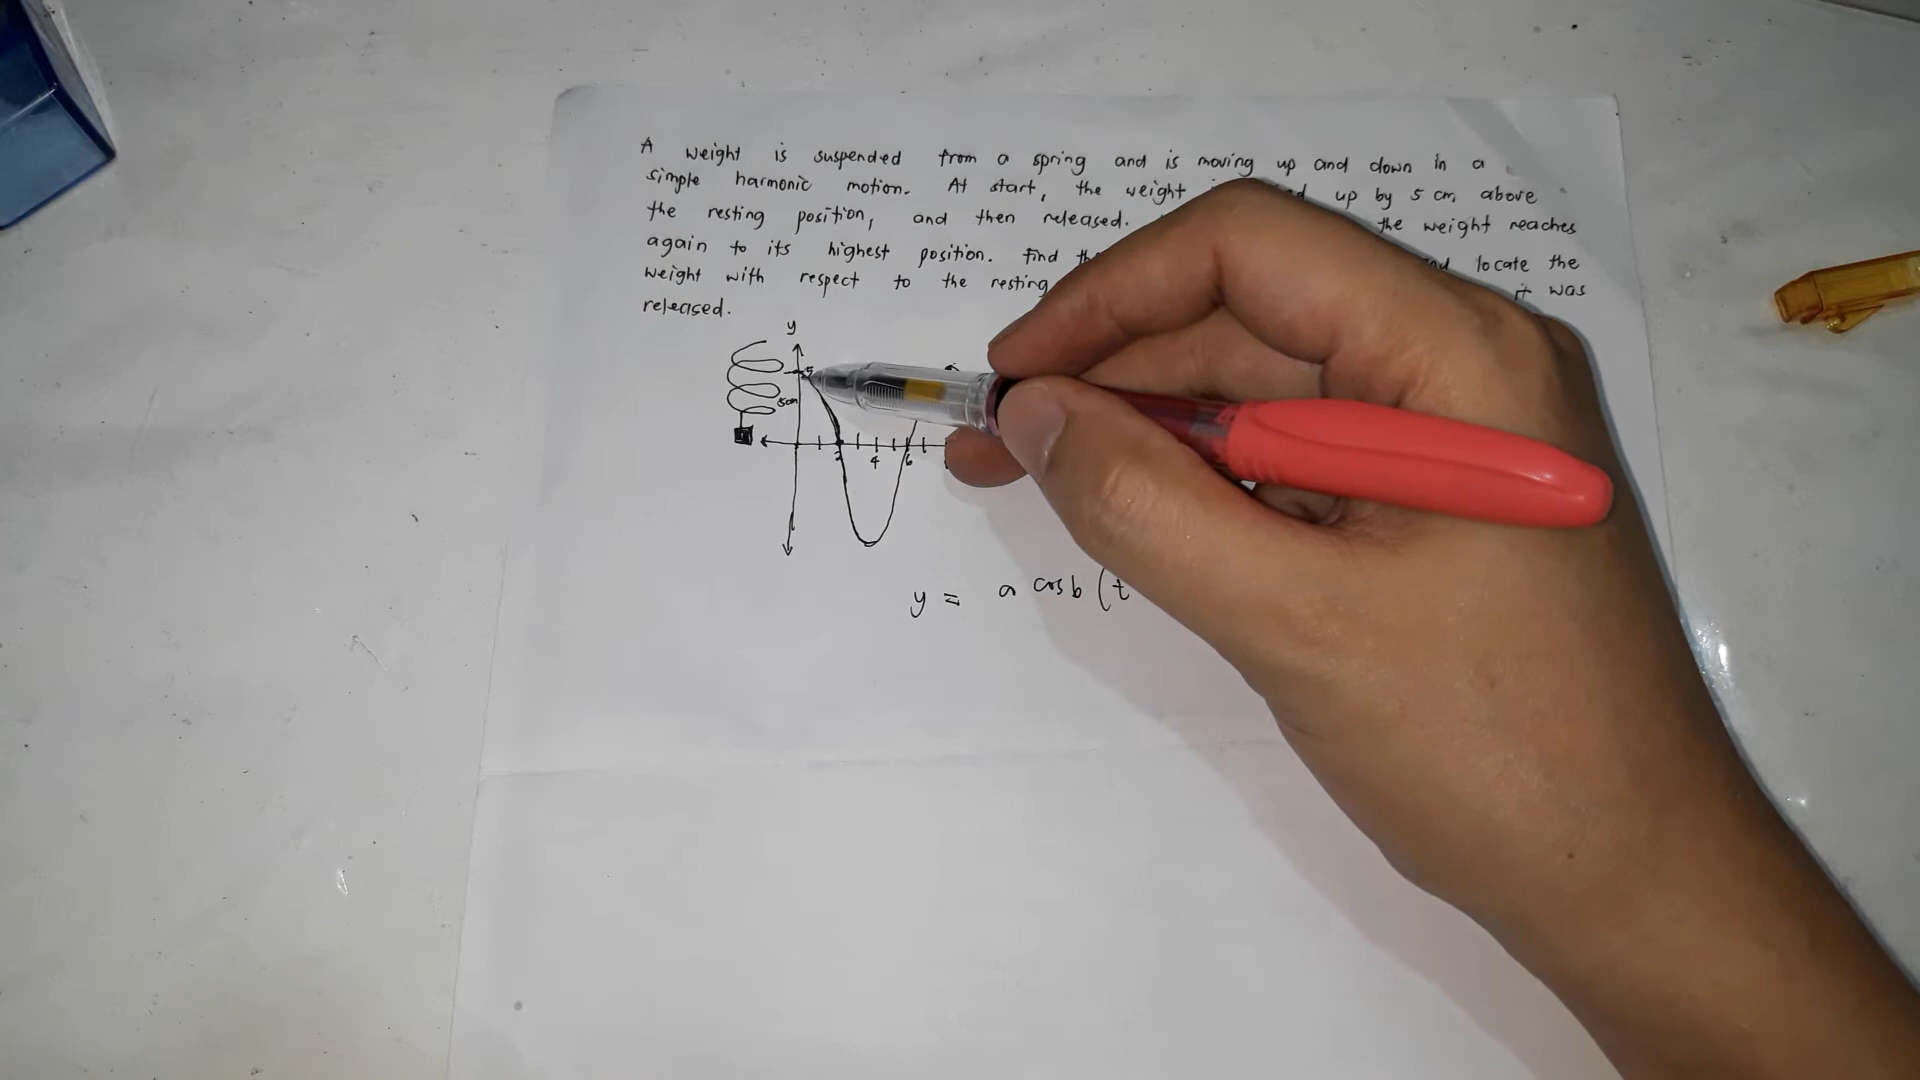 A weight is suspended from a spring and is moving up and down in a
simple harmonic motion. At start, the weight up by 5 cm above
the resting position, and then released. the weight reaches
again to its highest position. Find locate the
weight with respect to the resting it was
released.
y
5
5cm
2 4 6
y = a cos b (t